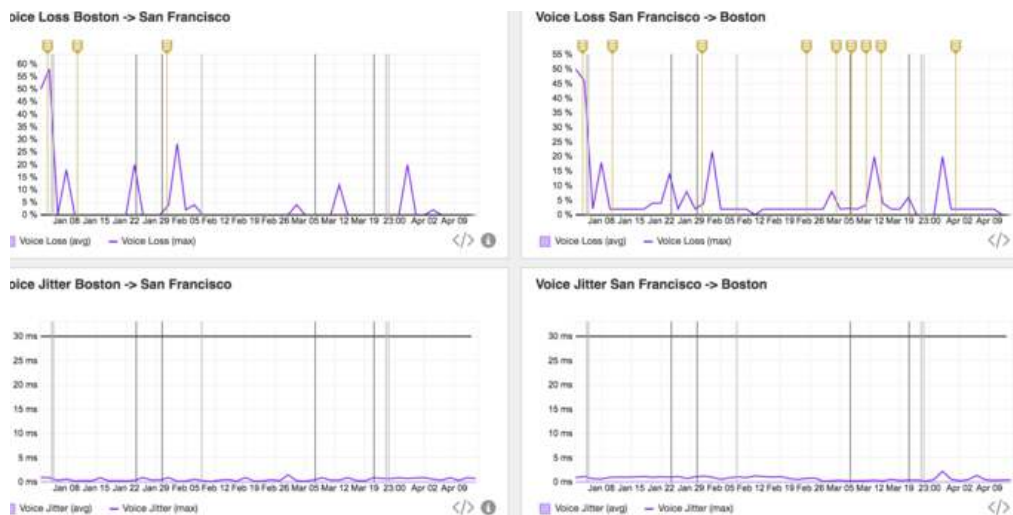 oice Loss Boston -> San Francisco
60 %
55 %
50 %
45 %
40 %
35 %
30 %
25 %
20 %
15 %
10 %
5 %
0 %
Jan 08 Jan 15 Jan 22 Jan 29 Feb 05 Feb 12 Feb 19 Feb 26 Mar 05 Mar 12 Mar 19 23:00 Apr 02 Apr 09
Voice Loss (avg) Voice Loss (max)
Voice Loss San Francisco -> Boston
55 %
50 %
45 %
40 %
35 %
30 %
25 %
20 %
15 %
10 %
5 %
0 %
Jan 08 Jan 15 Jan 22 Jan 29 Feb 05 Feb 12 Feb 19 Feb 26 Mar 05 Mar 12 Mar 19 23:00 Apr 02 Apr 09
Voice Loss (avg) Voice Loss (max)
oice Jitter Boston -> San Francisco
30 ms
25 ms
20 ms
15 ms
10 ms
5 ms
0 ms
Jan 08 Jan 15 Jan 22 Jan 29 Feb 05 Feb 12 Feb 19 Feb 26 Mar 05 Mar 12 Mar 19 23:00 Apr 02 Apr 09
Voice Jitter (avg) Voice Jitter (max)
Voice Jitter San Francisco -> Boston
30 ms
25 ms
20 ms
15 ms
10 ms
5 ms
0 ms
Jan 08 Jan 15 Jan 22 Jan 29 Feb 05 Feb 12 Feb 19 Feb 26 Mar 05 Mar 12 Mar 19 23:00 Apr 02 Apr 09
Voice Jitter (avg) Voice Jitter (max)